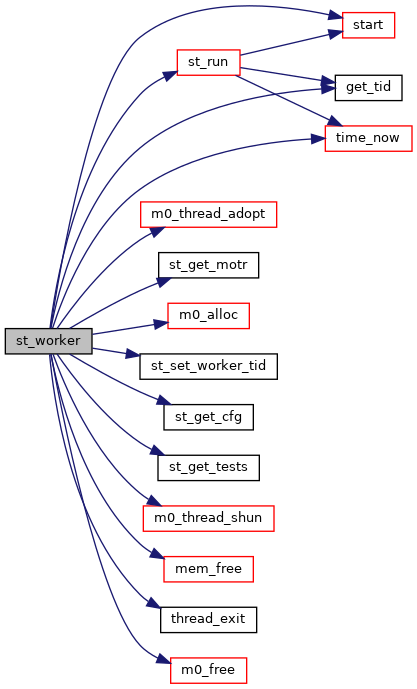 start
st_run
get_tid
time_now
m0_thread_adopt
st_get_motr
m0_alloc
st_worker
st_set_worker_tid
st_get_cfg
st_get_tests
m0_thread_shun
mem_free
thread_exit
m0_free